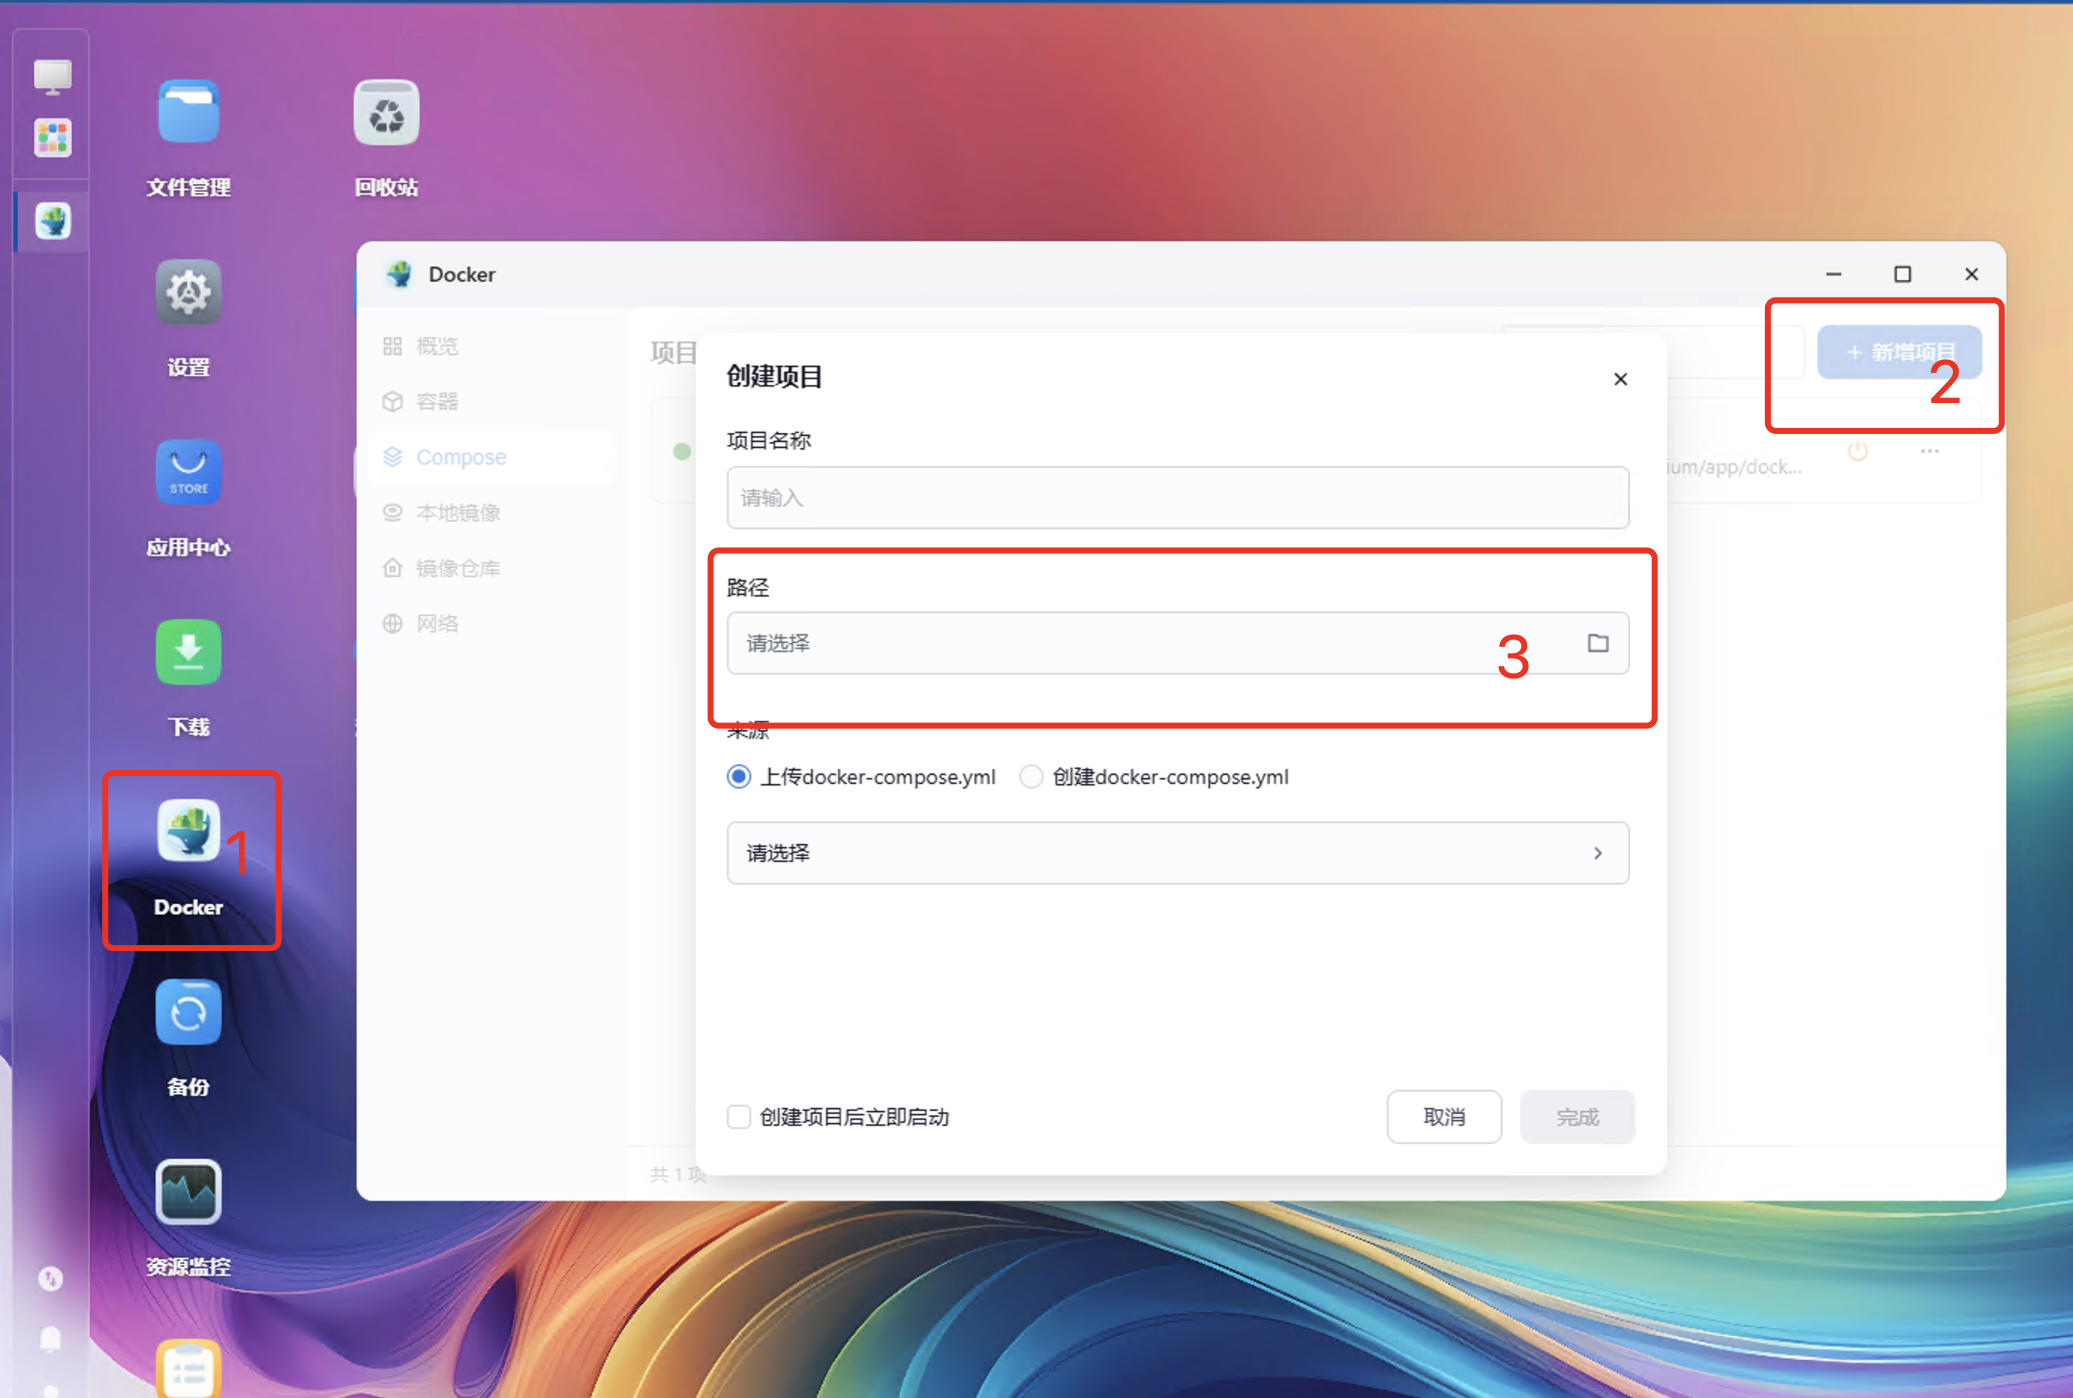 文件管理
回收站
设置
STORE
应用中心
下载
1
Docker
备份
资源监控
Docker
概览
容器
Compose
本地镜像
镜像仓库
网络
项目
+ 新增项目
2
ium/app/dock...
共 1 项
创建项目
项目名称
请输入
路径
请选择
3
来源
上传docker-compose.yml
创建docker-compose.yml
请选择
创建项目后立即启动
取消
完成